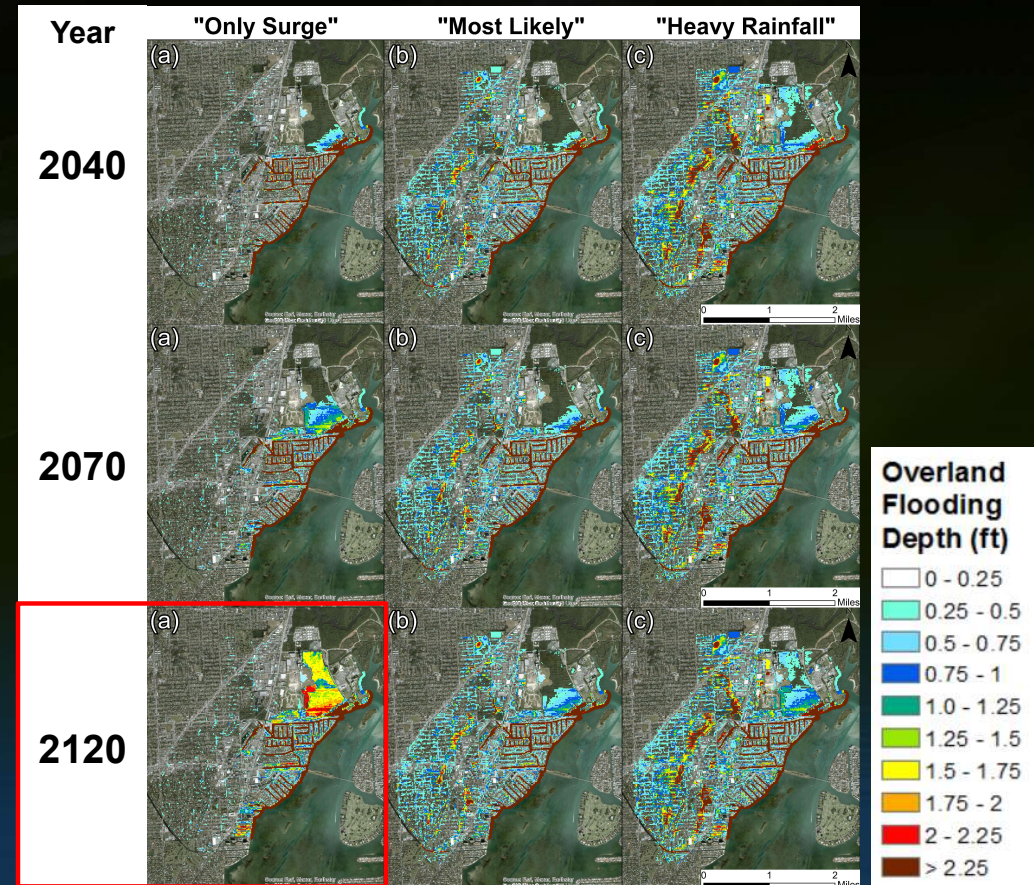 Year "Only Surge" "Most Likely" "Heavy Rainfall"
2040
(a) (b) (c)
0 1 2
Miles
2070
(a) (b) (c)
0 1 2
Miles
2120
(a) (b) (c)
0 1 2
Miles
Overland
Flooding
Depth (ft)
0 - 0.25
0.25 - 0.5
0.5 - 0.75
0.75 - 1
1.0 - 1.25
1.25 - 1.5
1.5 - 1.75
1.75 - 2
2 - 2.25
> 2.25